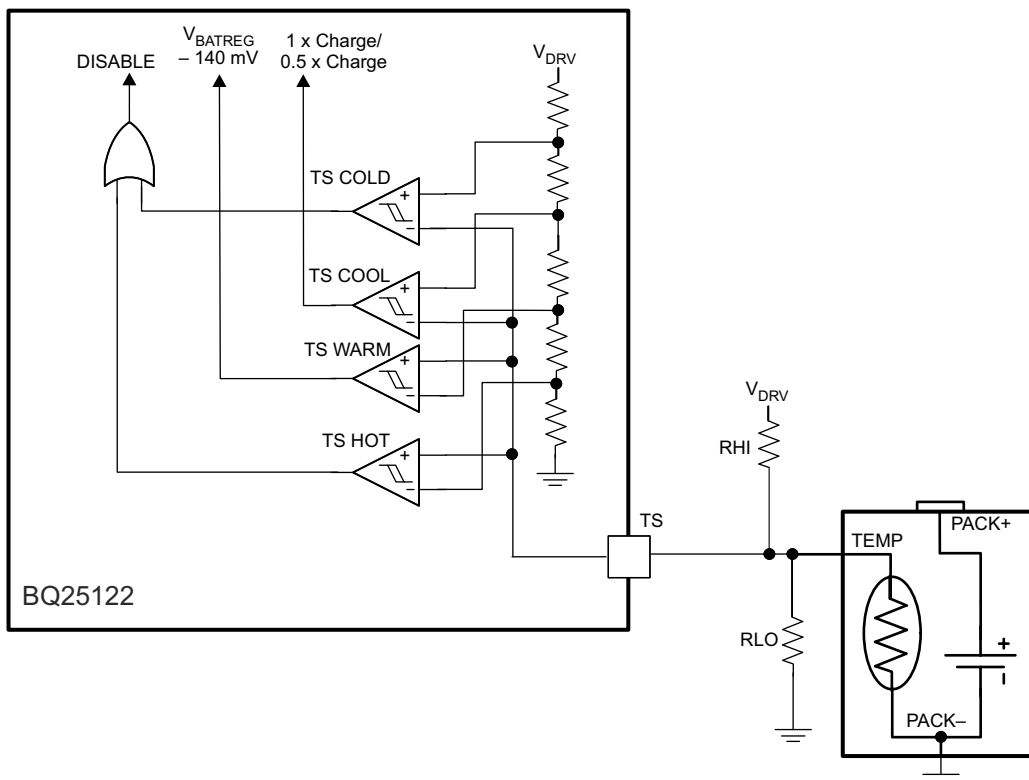 DISABLE
VBATREG
– 140 mV
1 x Charge/
0.5 x Charge
VDRV
TS COLD
+
–
TS COOL
+
–
TS WARM
+
–
TS HOT
+
–
BQ25122
TS
VDRV
RHI
RLO
TEMP
PACK+
+
–
PACK–